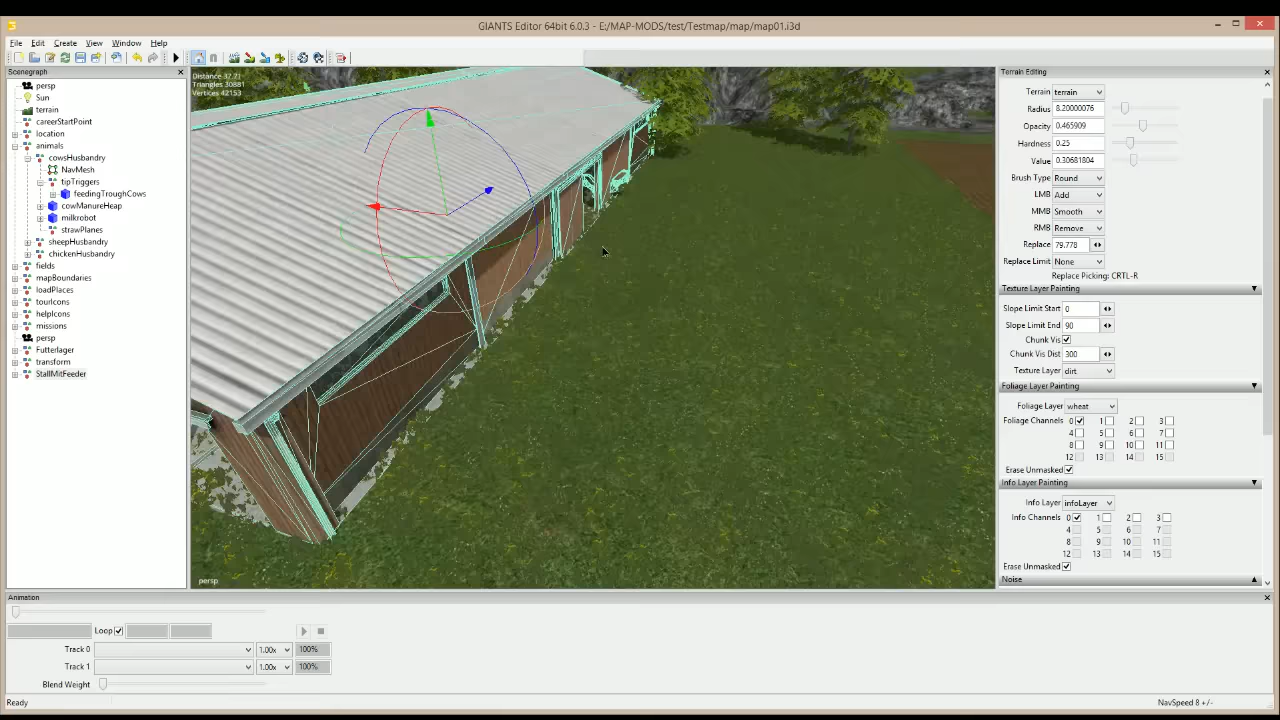 GIANTS Editor 64bit 6.0.3 - E:/MAP-MODS/test/Testmap/map/map01.i3d
File Edit Create View Window Help
Scenegraph
persp
Sun
terrain
careerStartPoint
location
animals
cowsHusbandry
NavMesh
tipTriggers
feedingTroughCows
cowManureHeap
milkrobot
strawPlanes
sheepHusbandry
chickenHusbandry
fields
mapBoundaries
loadPlaces
tourIcons
helpIcons
missions
persp
Futterlager
transform
StallMitFeeder
Distance 37.21
Triangles 30881
Vertices 42153
persp
Terrain Editing
Terrain terrain
Radius 8.20000076
Opacity 0.465909
Hardness 0.25
Value 0.30681804
Brush Type Round
LMB Add
MMB Smooth
RMB Remove
Replace 79.778
Replace Limit None
Replace Picking: CRTL-R
Texture Layer Painting
Slope Limit Start 0
Slope Limit End 90
Chunk Vis
Chunk Vis Dist 300
Texture Layer dirt
Foliage Layer Painting
Foliage Layer wheat
Foliage Channels 0 1 2 3
4 5 6 7
8 9 10 11
12 13 14 15
Erase Unmasked
Info Layer Painting
Info Layer infoLayer
Info Channels 0 1 2 3
4 5 6 7
8 9 10 11
12 13 14 15
Erase Unmasked
Noise
Animation
Loop
Track 0 1.00x 100%
Track 1 1.00x 100%
Blend Weight
Ready NavSpeed 8 +/-